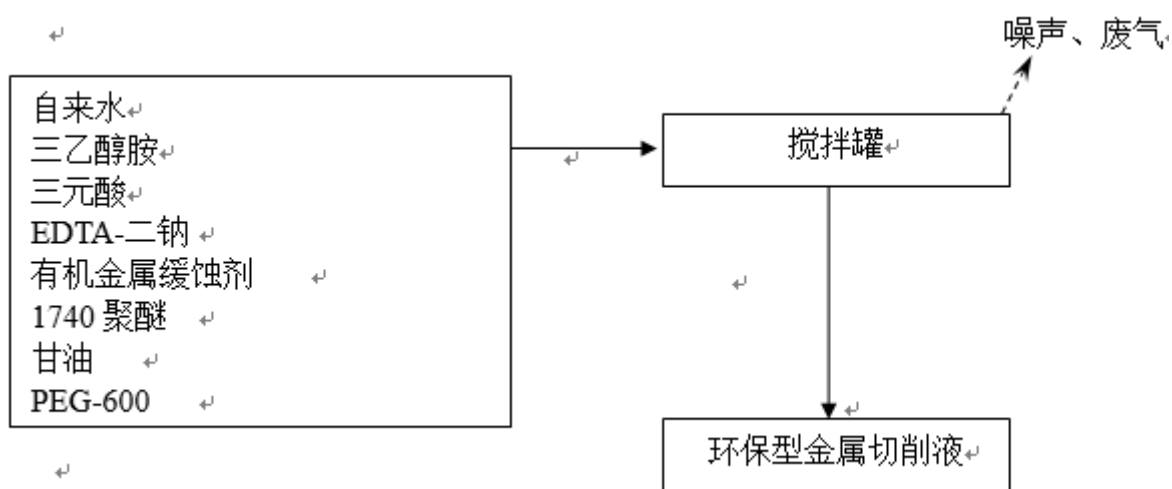 噪声、废气
自来水
三乙醇胺
三元酸
EDTA-二钠
有机金属缓蚀剂
1740 聚醚
甘油
PEG-600
搅拌罐
环保型金属切削液